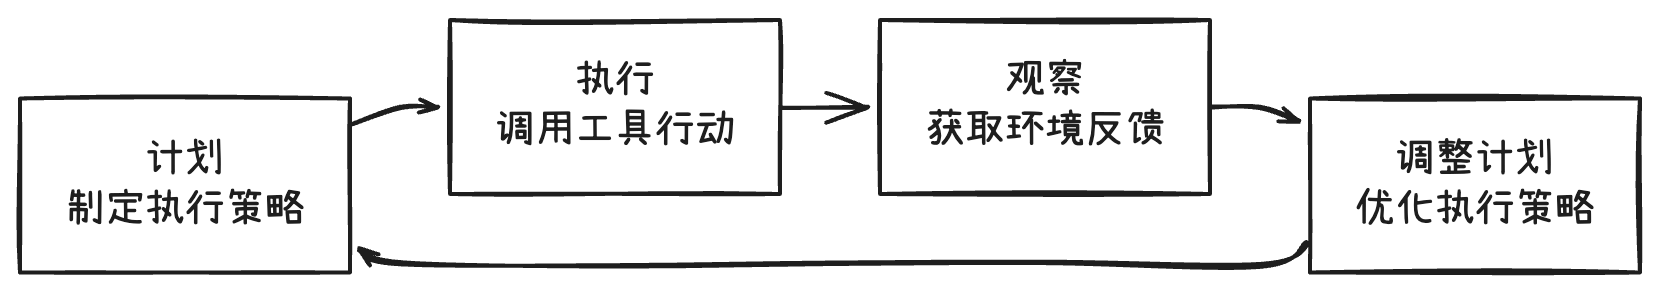 计划
制定执行策略
执行
调用工具行动
观察
获取环境反馈
调整计划
优化执行策略